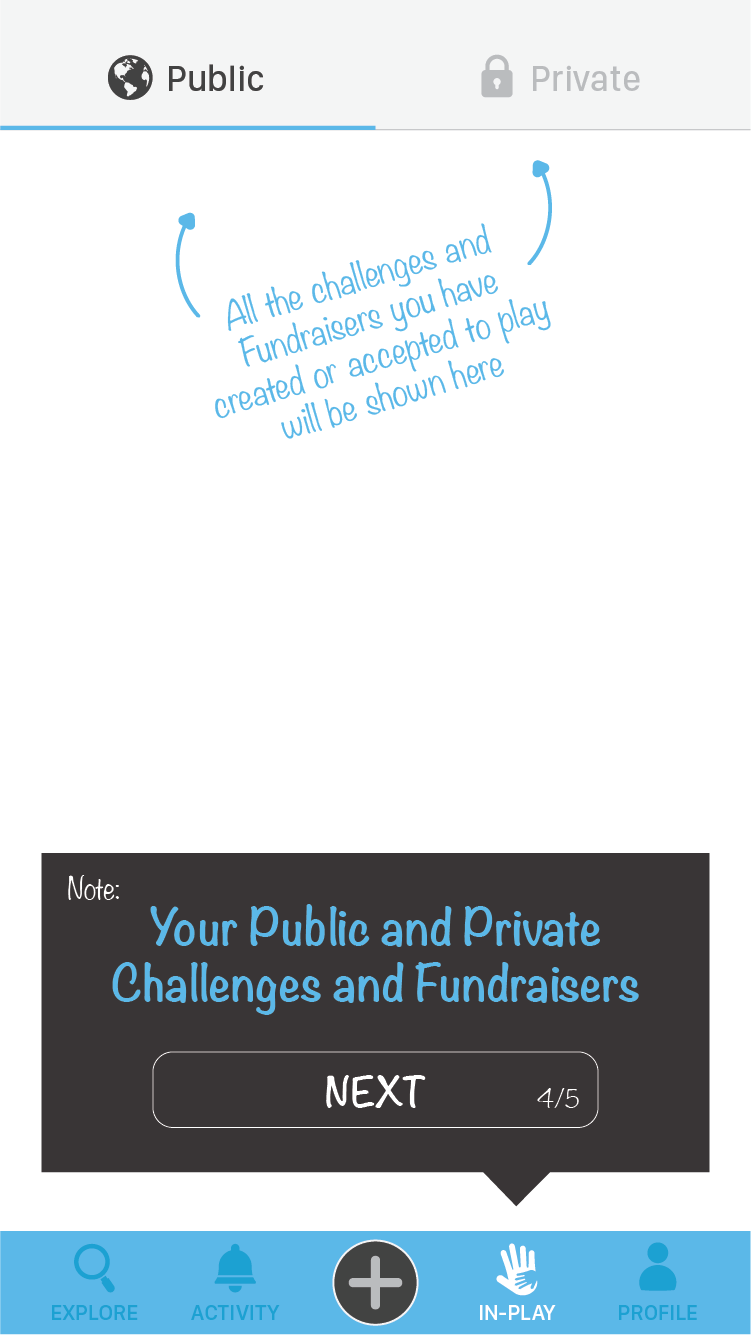 Public
Private
All the challenges and
Fundraisers you have
created or accepted to play
will be shown here
Note:
Your Public and Private
Challenges and Fundraisers
NEXT
4/5
EXPLORE
ACTIVITY
IN-PLAY
PROFILE